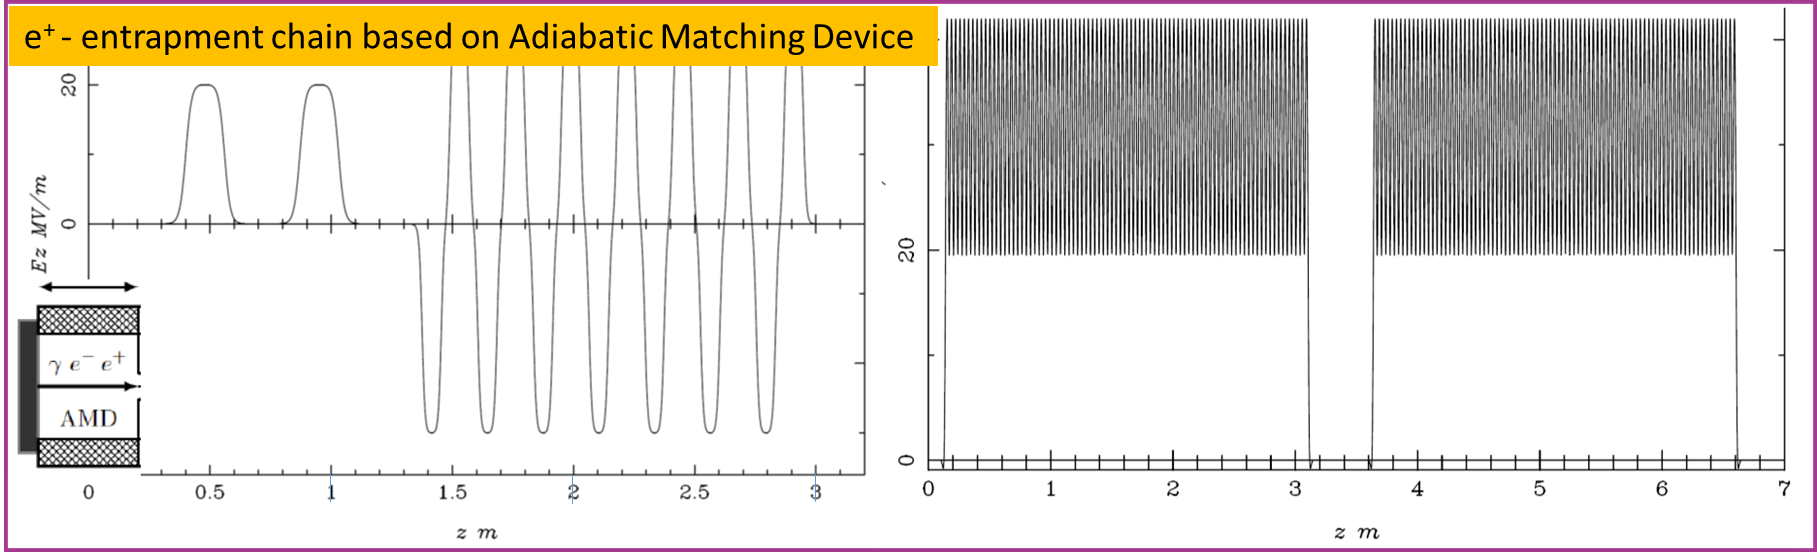 e⁺ - entrapment chain based on Adiabatic Matching Device
20
0
Ez MV/m
γ e⁻ e⁺
AMD
0 0.5 1 1.5 2 2.5 3
z m
20
0
0 1 2 3 4 5 6 7
z m